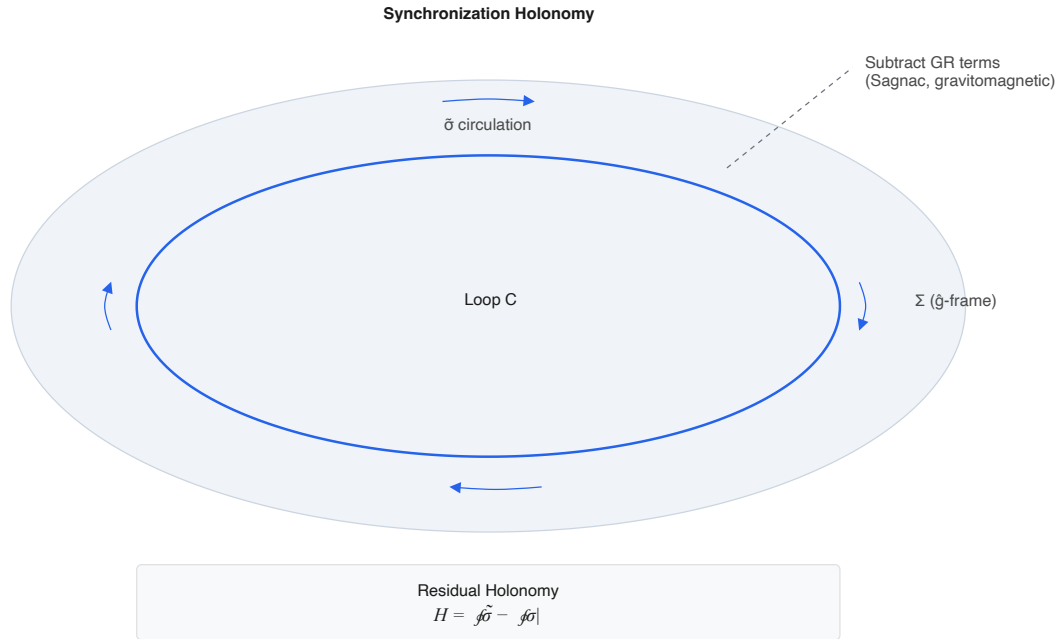 Synchronization Holonomy
Subtract GR terms
(Sagnac, gravitomagnetic)
σ̃ circulation
Loop C
Σ (ĝ-frame)
Residual Holonomy
H = ∮σ̃ − ∮σ|